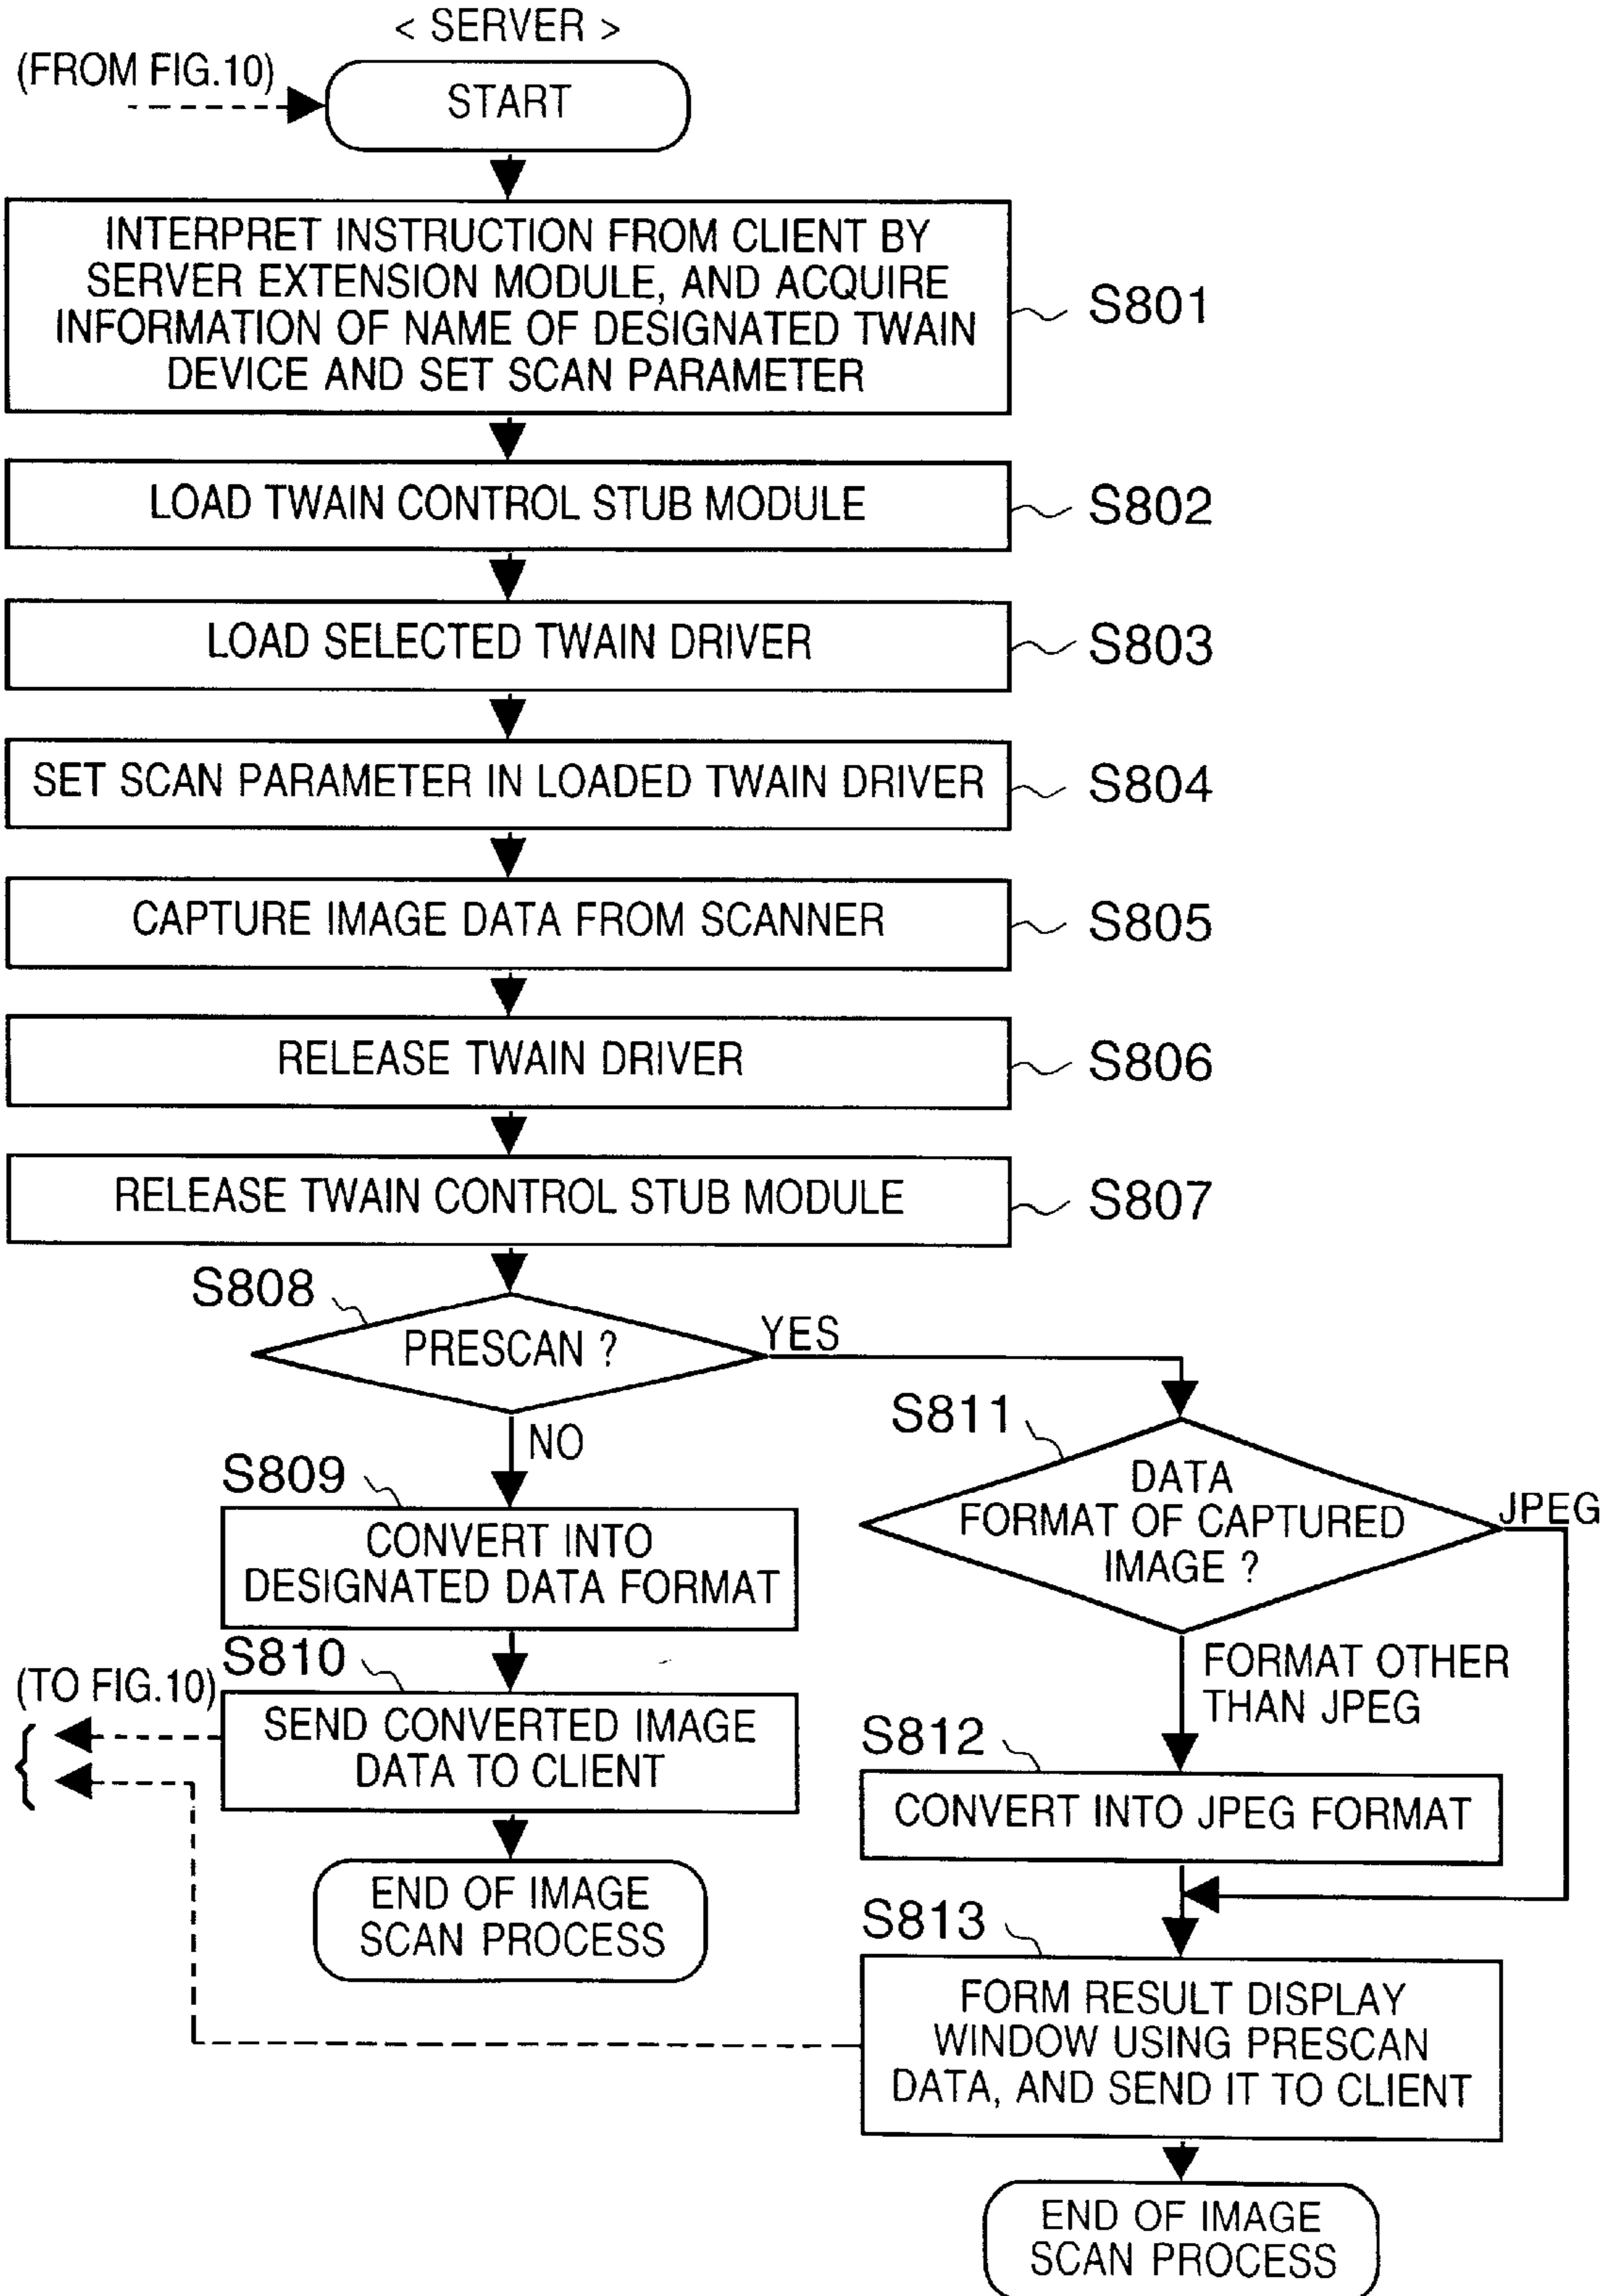 < SERVER >
(FROM FIG.10)
START
INTERPRET INSTRUCTION FROM CLIENT BY
SERVER EXTENSION MODULE, AND ACQUIRE
INFORMATION OF NAME OF DESIGNATED TWAIN
DEVICE AND SET SCAN PARAMETER
S801
LOAD TWAIN CONTROL STUB MODULE
S802
LOAD SELECTED TWAIN DRIVER
S803
SET SCAN PARAMETER IN LOADED TWAIN DRIVER
S804
CAPTURE IMAGE DATA FROM SCANNER
S805
RELEASE TWAIN DRIVER
S806
RELEASE TWAIN CONTROL STUB MODULE
S807
S808
PRESCAN ?
YES
NO
S809
CONVERT INTO
DESIGNATED DATA FORMAT
S810
(TO FIG.10)
SEND CONVERTED IMAGE
DATA TO CLIENT
END OF IMAGE
SCAN PROCESS
S811
DATA
FORMAT OF CAPTURED
IMAGE ?
JPEG
FORMAT OTHER
THAN JPEG
S812
CONVERT INTO JPEG FORMAT
S813
FORM RESULT DISPLAY
WINDOW USING PRESCAN
DATA, AND SEND IT TO CLIENT
END OF IMAGE
SCAN PROCESS